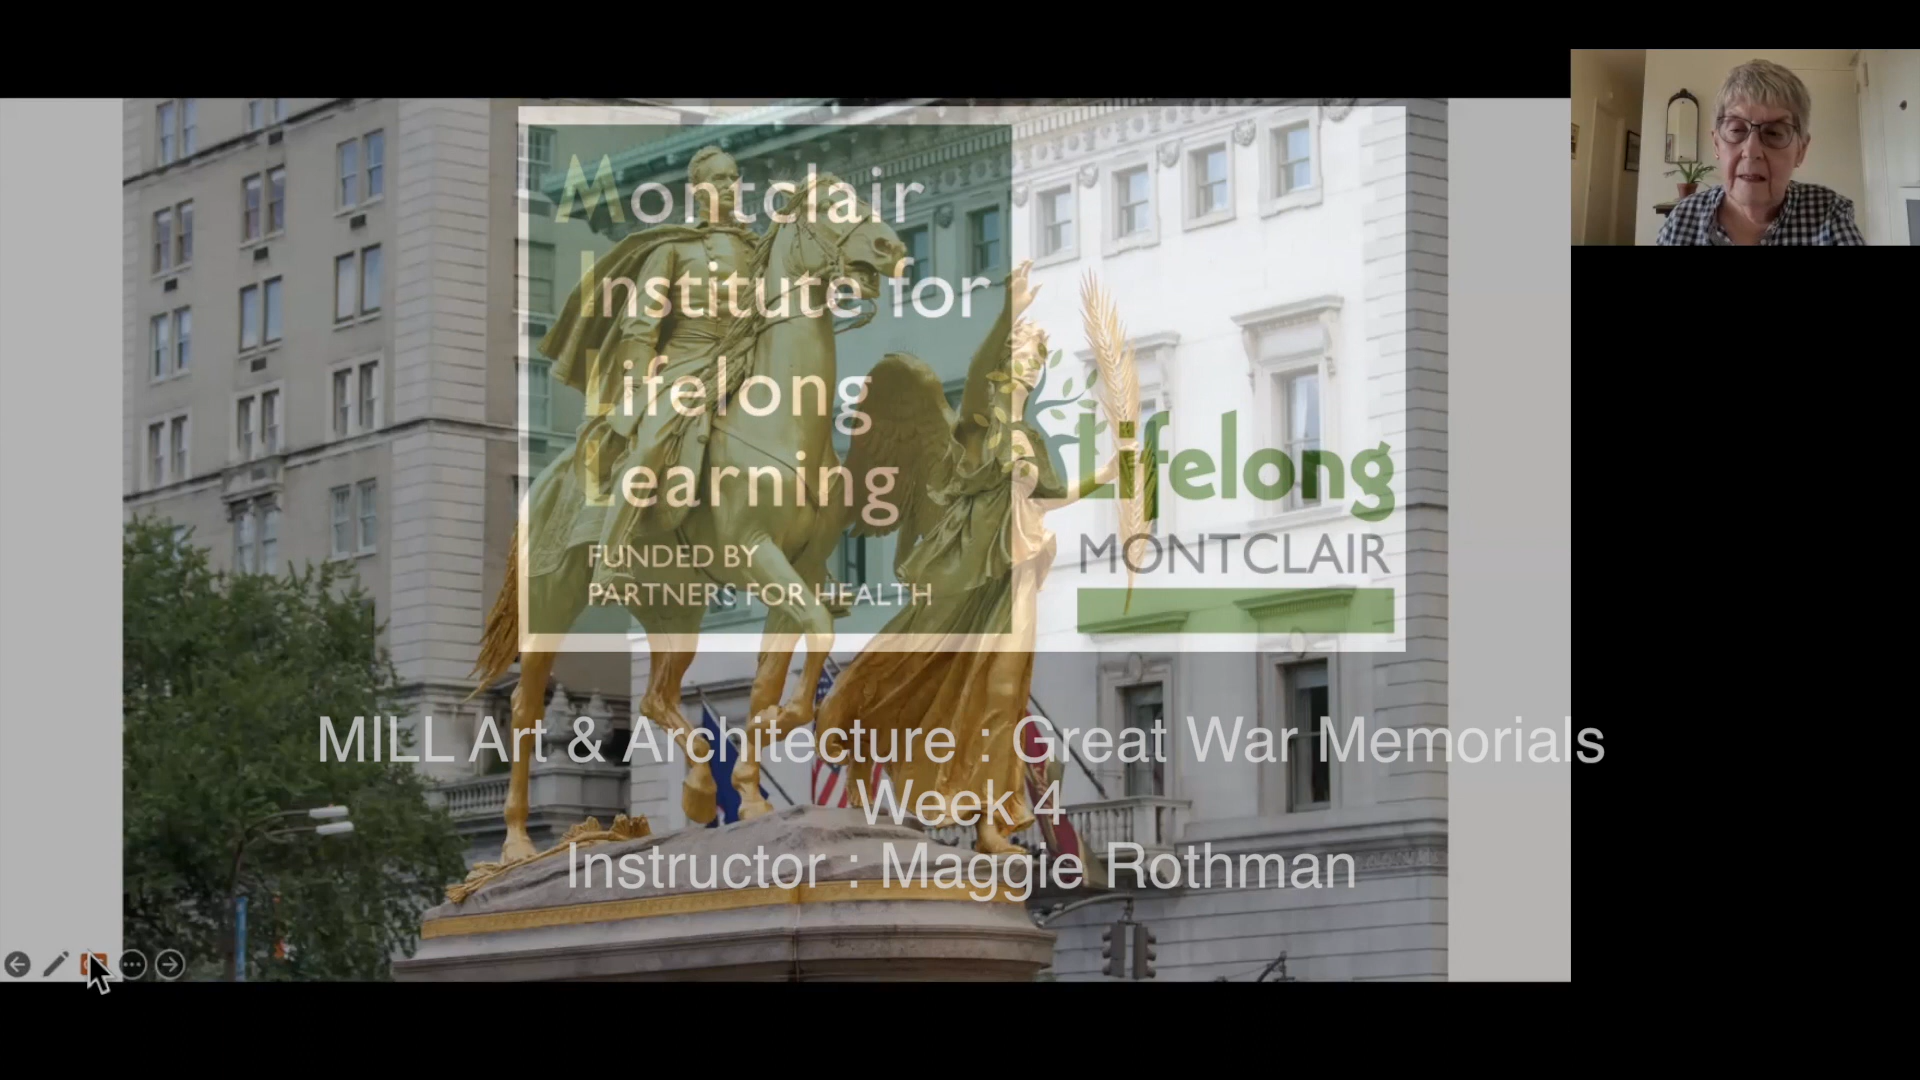 Montclair
Institute for
Lifelong
Learning
FUNDED BY
PARTNERS FOR HEALTH
Lifelong
MONTCLAIR
MILL Art & Architecture : Great War Memorials
Week 4
Instructor : Maggie Rothman